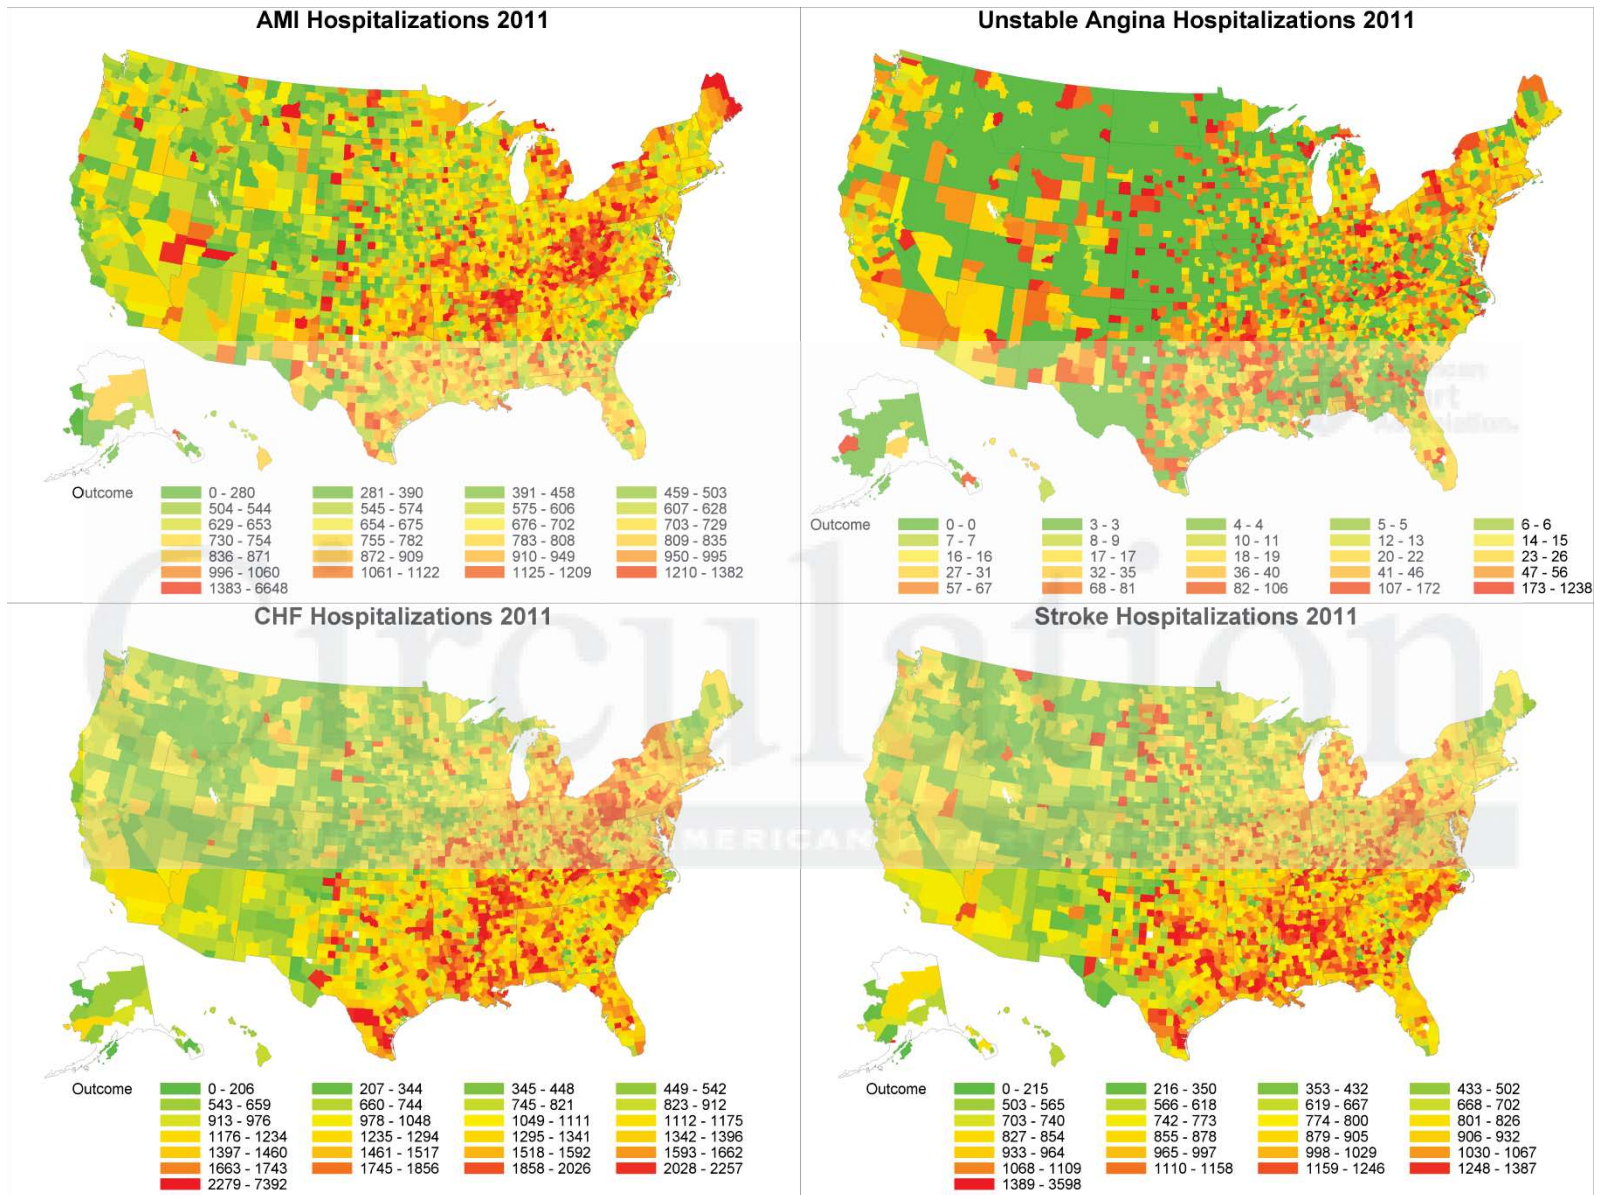 AMI Hospitalizations 2011
Unstable Angina Hospitalizations 2011
Outcome
0 - 280 281 - 390 391 - 458 459 - 503
504 - 544 545 - 574 575 - 606 607 - 628
629 - 653 654 - 675 676 - 702 703 - 729
730 - 754 755 - 782 783 - 808 809 - 835
836 - 871 872 - 909 910 - 949 950 - 995
996 - 1060 1061 - 1122 1125 - 1209 1210 - 1382
1383 - 6648
Outcome
0 - 0 3 - 3 4 - 4 5 - 5 6 - 6
7 - 7 8 - 9 10 - 11 12 - 13 14 - 15
16 - 16 17 - 17 18 - 19 20 - 22 23 - 26
27 - 31 32 - 35 36 - 40 41 - 46 47 - 56
57 - 67 68 - 81 82 - 106 107 - 172 173 - 1238
CHF Hospitalizations 2011
Stroke Hospitalizations 2011
Circulation
AMERICAN
Outcome
0 - 206 207 - 344 345 - 448 449 - 542
543 - 659 660 - 744 745 - 821 823 - 912
913 - 976 978 - 1048 1049 - 1111 1112 - 1175
1176 - 1234 1235 - 1294 1295 - 1341 1342 - 1396
1397 - 1460 1461 - 1517 1518 - 1592 1593 - 1662
1663 - 1743 1745 - 1856 1858 - 2026 2028 - 2257
2279 - 7392
Outcome
0 - 215 216 - 350 353 - 432 433 - 502
503 - 565 566 - 618 619 - 667 668 - 702
703 - 740 742 - 773 774 - 800 801 - 826
827 - 854 855 - 878 879 - 905 906 - 932
933 - 964 965 - 997 998 - 1029 1030 - 1067
1068 - 1109 1110 - 1158 1159 - 1246 1248 - 1387
1389 - 3598